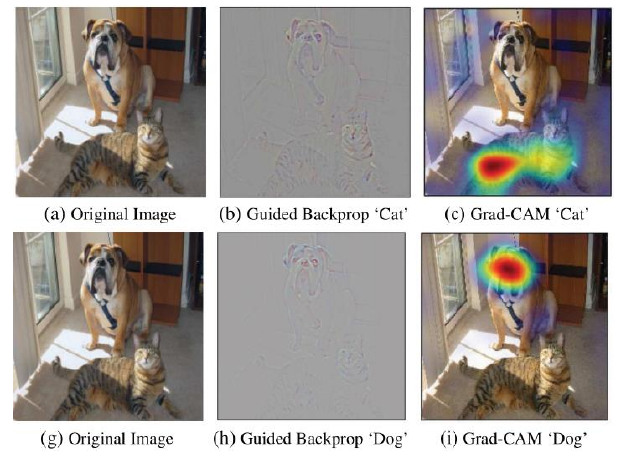 (a) Original Image (b) Guided Backprop ‘Cat’ (c) Grad-CAM ‘Cat’
(g) Original Image (h) Guided Backprop ‘Dog’ (i) Grad-CAM ‘Dog’